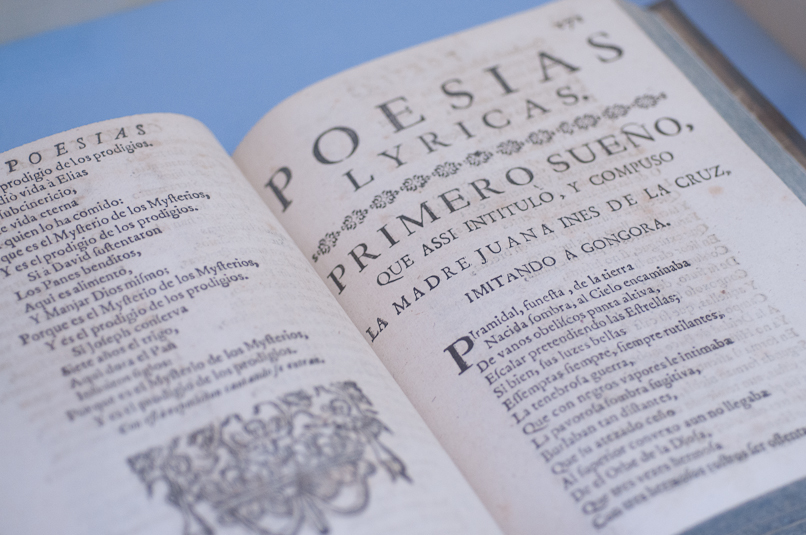 POESIAS
prodigio de los prodigios.
dio vida à Elias
subcinericio,
vida eterna
quien lo ha comido:
que es el Mysterio de los Mysterios,
Y es el prodigio de los prodigios.
Si a David sustentaron
Los Panes benditos,
Aqui es alimento,
Y Manjar Dios mismo:
Porque es el Mysterio de los Mysterios,
Y es el prodigio de los prodigios.
Si Joseph conserva
Siete años el trigo,
Aqui dura el Pan
siglos:
Porque es el Mysterio de los Mysterios,
Y es el prodigio de los prodigios.
POESIAS
LYRICAS.
PRIMERO SUEÑO,
QUE ASSI INTITULO, Y COMPUSO
LA MADRE JUANA INES DE LA CRUZ,
IMITANDO A GONGORA.
Piramidal, funesta, de la tierra
Nacida sombra, al Cielo encaminaba
De vanos obeliscos punta altiva,
Escalar pretendiendo las Estrellas;
Si bien, sus luzes bellas
Essemptas siempre, siempre rutilantes,
La tenebrosa guerra,
Que con negros vapores le intimaba
La pavorosa sombra fugitiva,
Burlaban tan distantes,
Que su atezado ceño
Al superior convexo aun no llegaba
De el Orbe de la Diosa,
Que tres vezes hermosa
Con tres hermosos rostros ser ostenta